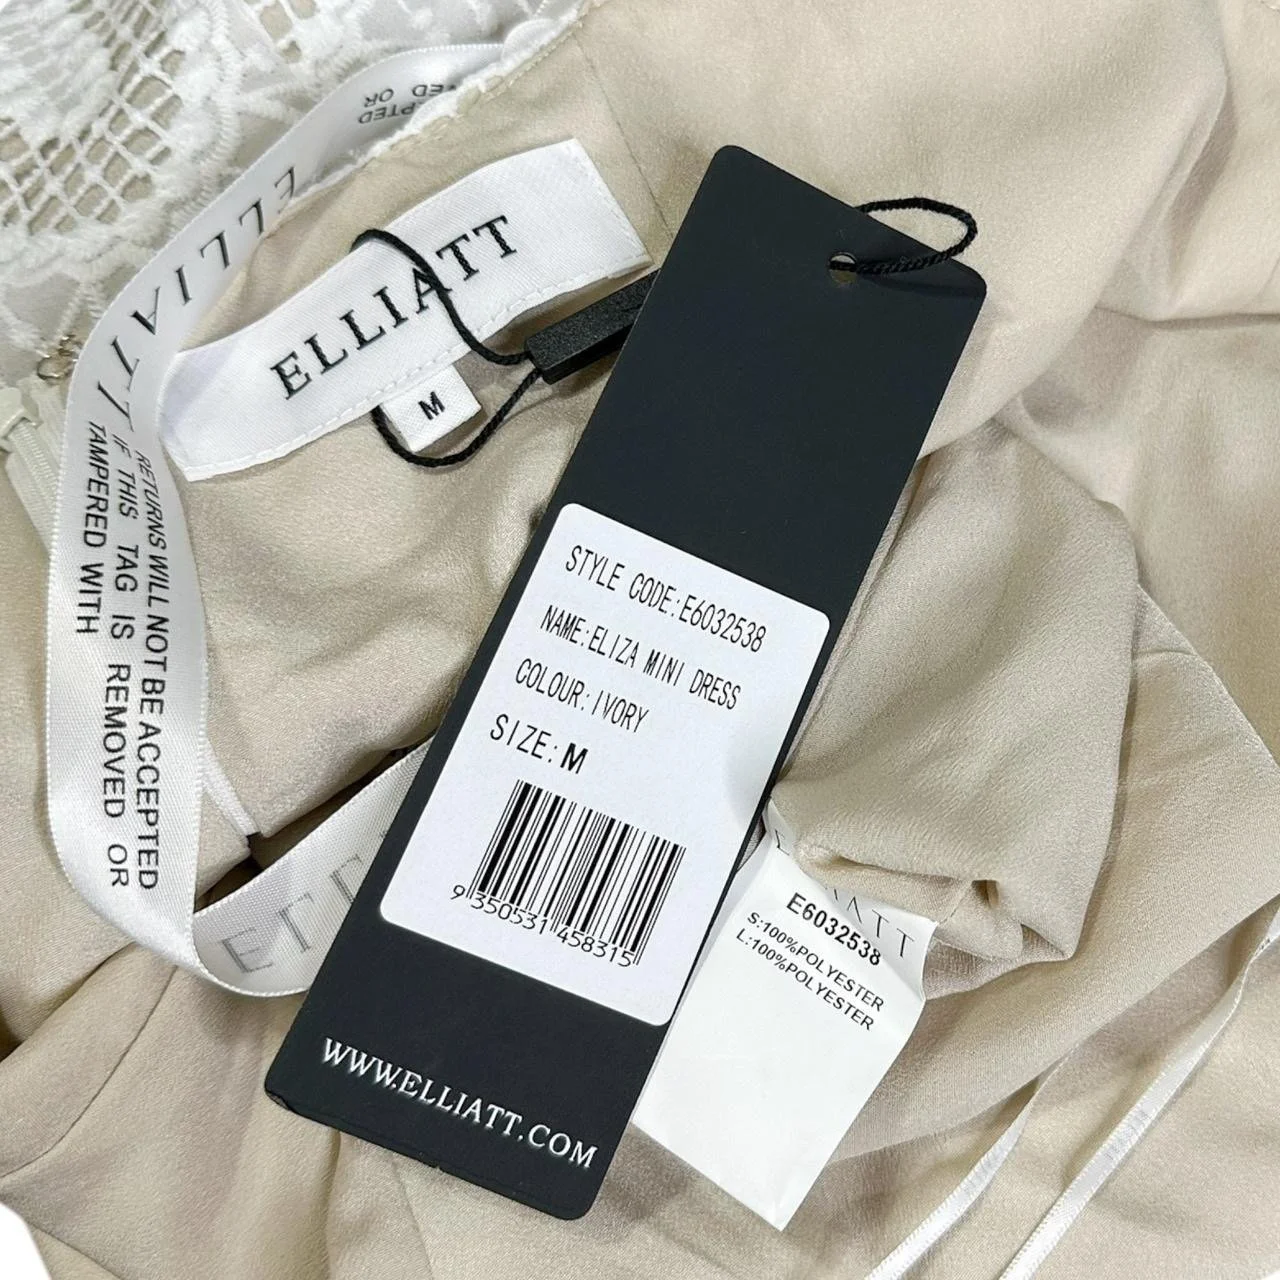 ELLIATT
M
ELLIATT
RETURNS WILL NOT BE ACCEPTED
IF THIS TAG IS REMOVED OR
TAMPERED WITH
STYLE CODE:E6032538
NAME:ELIZA MINI DRESS
COLOUR:IVORY
SIZE:M
9 350531 458315
WWW.ELLIATT.COM
E6032538
S:100%POLYESTER
L:100%POLYESTER